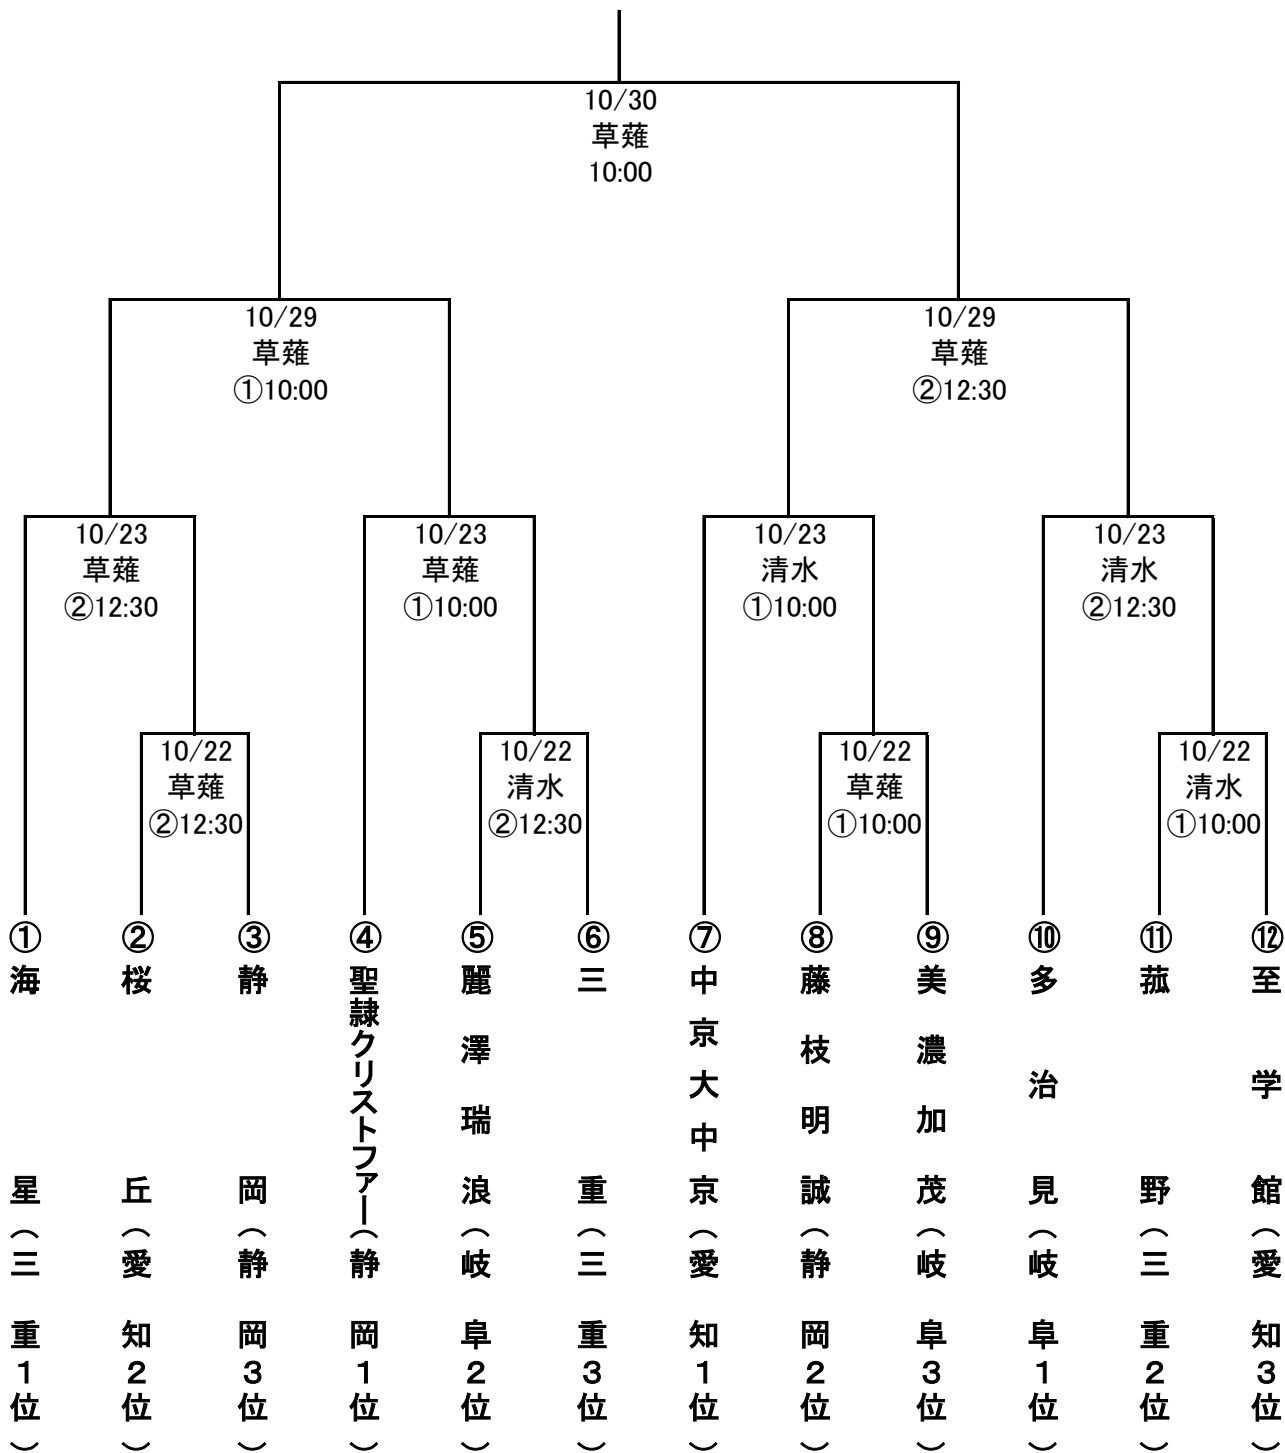 10/30
草薙
10:00
10/29
草薙
①10:00
10/29
草薙
②12:30
10/23
草薙
②12:30
10/23
草薙
①10:00
10/23
清水
①10:00
10/23
清水
②12:30
10/22
草薙
②12:30
10/22
清水
②12:30
10/22
草薙
①10:00
10/22
清水
①10:00
①海星（三重1位）
②桜丘（愛知2位）
③静岡（静岡3位）
④聖隷クリストファー（静岡1位）
⑤麗澤瑞浪（岐阜2位）
⑥三重（三重3位）
⑦中京大中京（愛知1位）
⑧藤枝明誠（静岡2位）
⑨美濃加茂（岐阜3位）
⑩多治見（岐阜1位）
⑪菰野（三重2位）
⑫至学館（愛知3位）